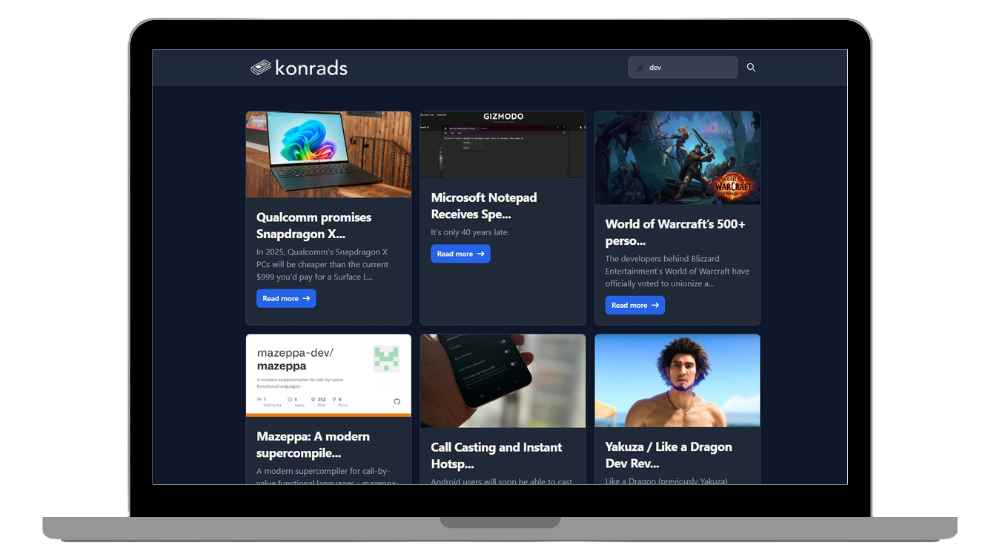 konrads
dev
GIZMODO
WARCRAFT
Qualcomm promises
Snapdragon X...
In 2025, Qualcomm's Snapdragon X
PCs will be cheaper than the current
$999 you'd pay for a Surface L...
Read more →
Microsoft Notepad
Receives Spe...
It's only 40 years late.
Read more →
World of Warcraft's 500+
perso...
The developers behind Blizzard
Entertainment's World of Warcraft have
officially voted to unionize a...
Read more →
mazeppa-dev/
mazeppa
A modern supercompiler for call-by-value
functional languages
Mazeppa: A modern
supercompile...
A modern supercompiler for call-by-
value functional languages - mazeppa-
Call Casting and Instant
Hotsp...
Android users will soon be able to cast
Yakuza / Like a Dragon
Dev Rev...
Like a Dragon (previously Yakuza)